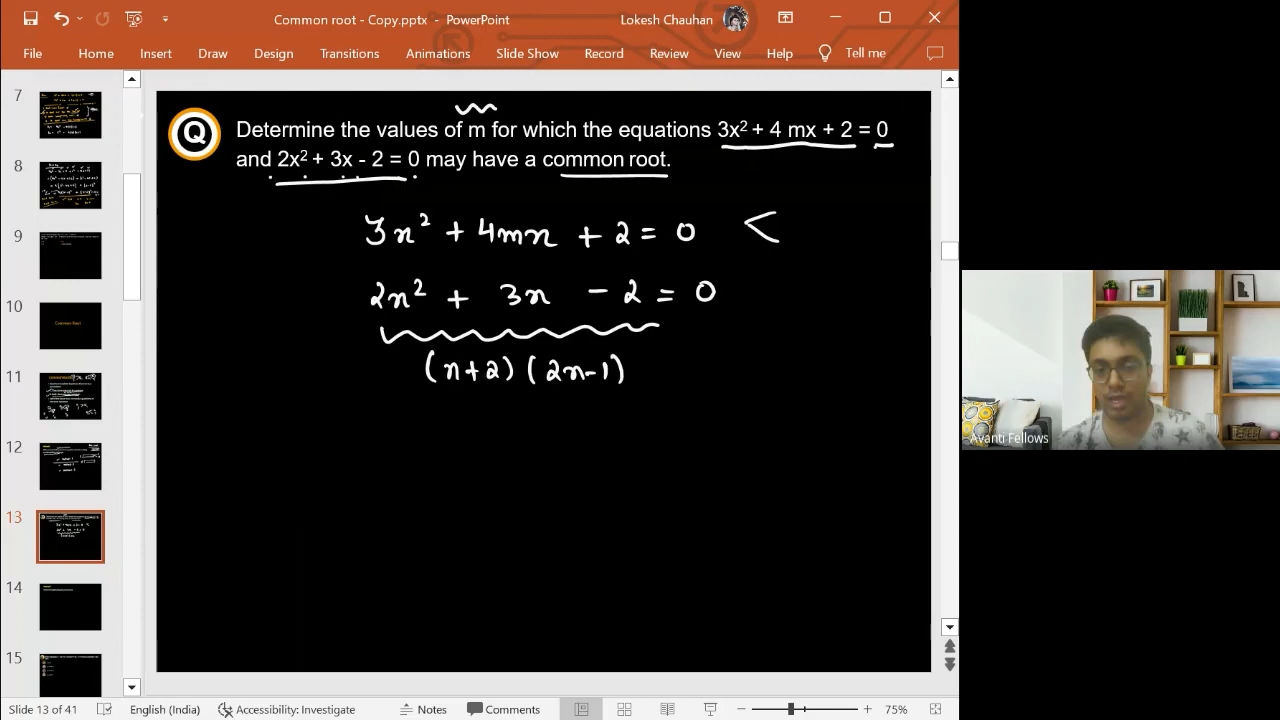 Common root - Copy.pptx - PowerPoint
Lokesh Chauhan
File Home Insert Draw Design Transitions Animations Slide Show Record Review View Help Tell me
7
8
9
10
Common Root
11
12
13
14
15
Q Determine the values of m for which the equations 3x² + 4 mx + 2 = 0
and 2x² + 3x - 2 = 0 may have a common root.
3x² + 4mx + 2 = 0 <
2x² + 3x - 2 = 0
(x+2) (2x-1)
Avanti Fellows
Slide 13 of 41 English (India) Accessibility: Investigate Notes Comments 75%